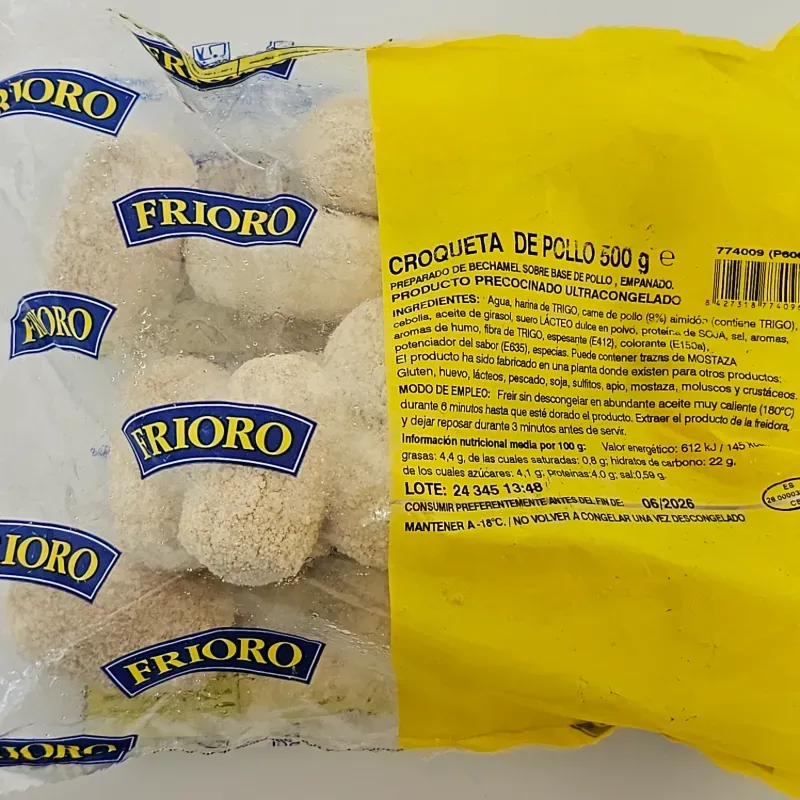 FRIORO
FRIORO
FRIORO
FRIORO
FRIORO
FRIORO
FRIORO
FRIORO
CROQUETA DE POLLO 500 g e
PREPARADO DE BECHAMEL SOBRE BASE DE POLLO , EMPANADO.
PRODUCTO PRECOCINADO ULTRACONGELADO
774009
INGREDIENTES: Agua, harina de TRIGO, carne de pollo (9%) almidón (contiene TRIGO),
cebolla, aceite de girasol, suero LÁCTEO dulce en polvo, proteína de SOJA, sal, aromas,
aromas de humo, fibra de TRIGO, espesante (E412), colorante (E150a),
potenciador del sabor (E635), especias. Puede contener trazas de MOSTAZA
El producto ha sido fabricado en una planta donde existen para otros productos:
Gluten, huevo, lácteos, pescado, soja, sulfitos, apio, mostaza, moluscos y crustáceos.
MODO DE EMPLEO: Freir sin descongelar en abundante aceite muy caliente (180ºC)
durante 6 minutos hasta que esté dorado el producto. Extraer el producto de la freidora,
y dejar reposar durante 3 minutos antes de servir.
Información nutricional media por 100 g: Valor energético: 612 kJ / 145
grasas: 4,4 g, de las cuales saturadas: 0,8 g; hidratos de carbono: 22 g,
de los cuales azúcares: 4,1 g; proteínas:4,0 g; sal:0,59 g.
LOTE: 24 345 13:48
CONSUMIR PREFERENTEMENTE ANTES DEL FIN DE: 06/2026
MANTENER A -18ºC. / NO VOLVER A CONGELAR UNA VEZ DESCONGELADO
ES